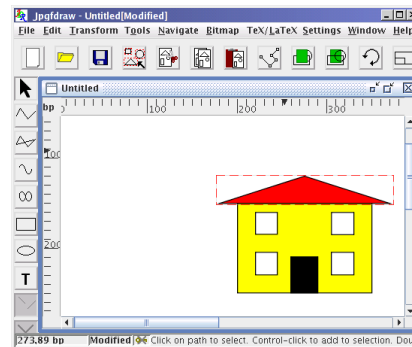 Jpgfdraw - Untitled[Modified]
File Edit Transform Tools Navigate Bitmap TeX/LaTeX Settings Window Help
Untitled
bp 100 200 300
100
200
T
273.89 bp Modified Click on path to select. Control-click to add to selection. Dou